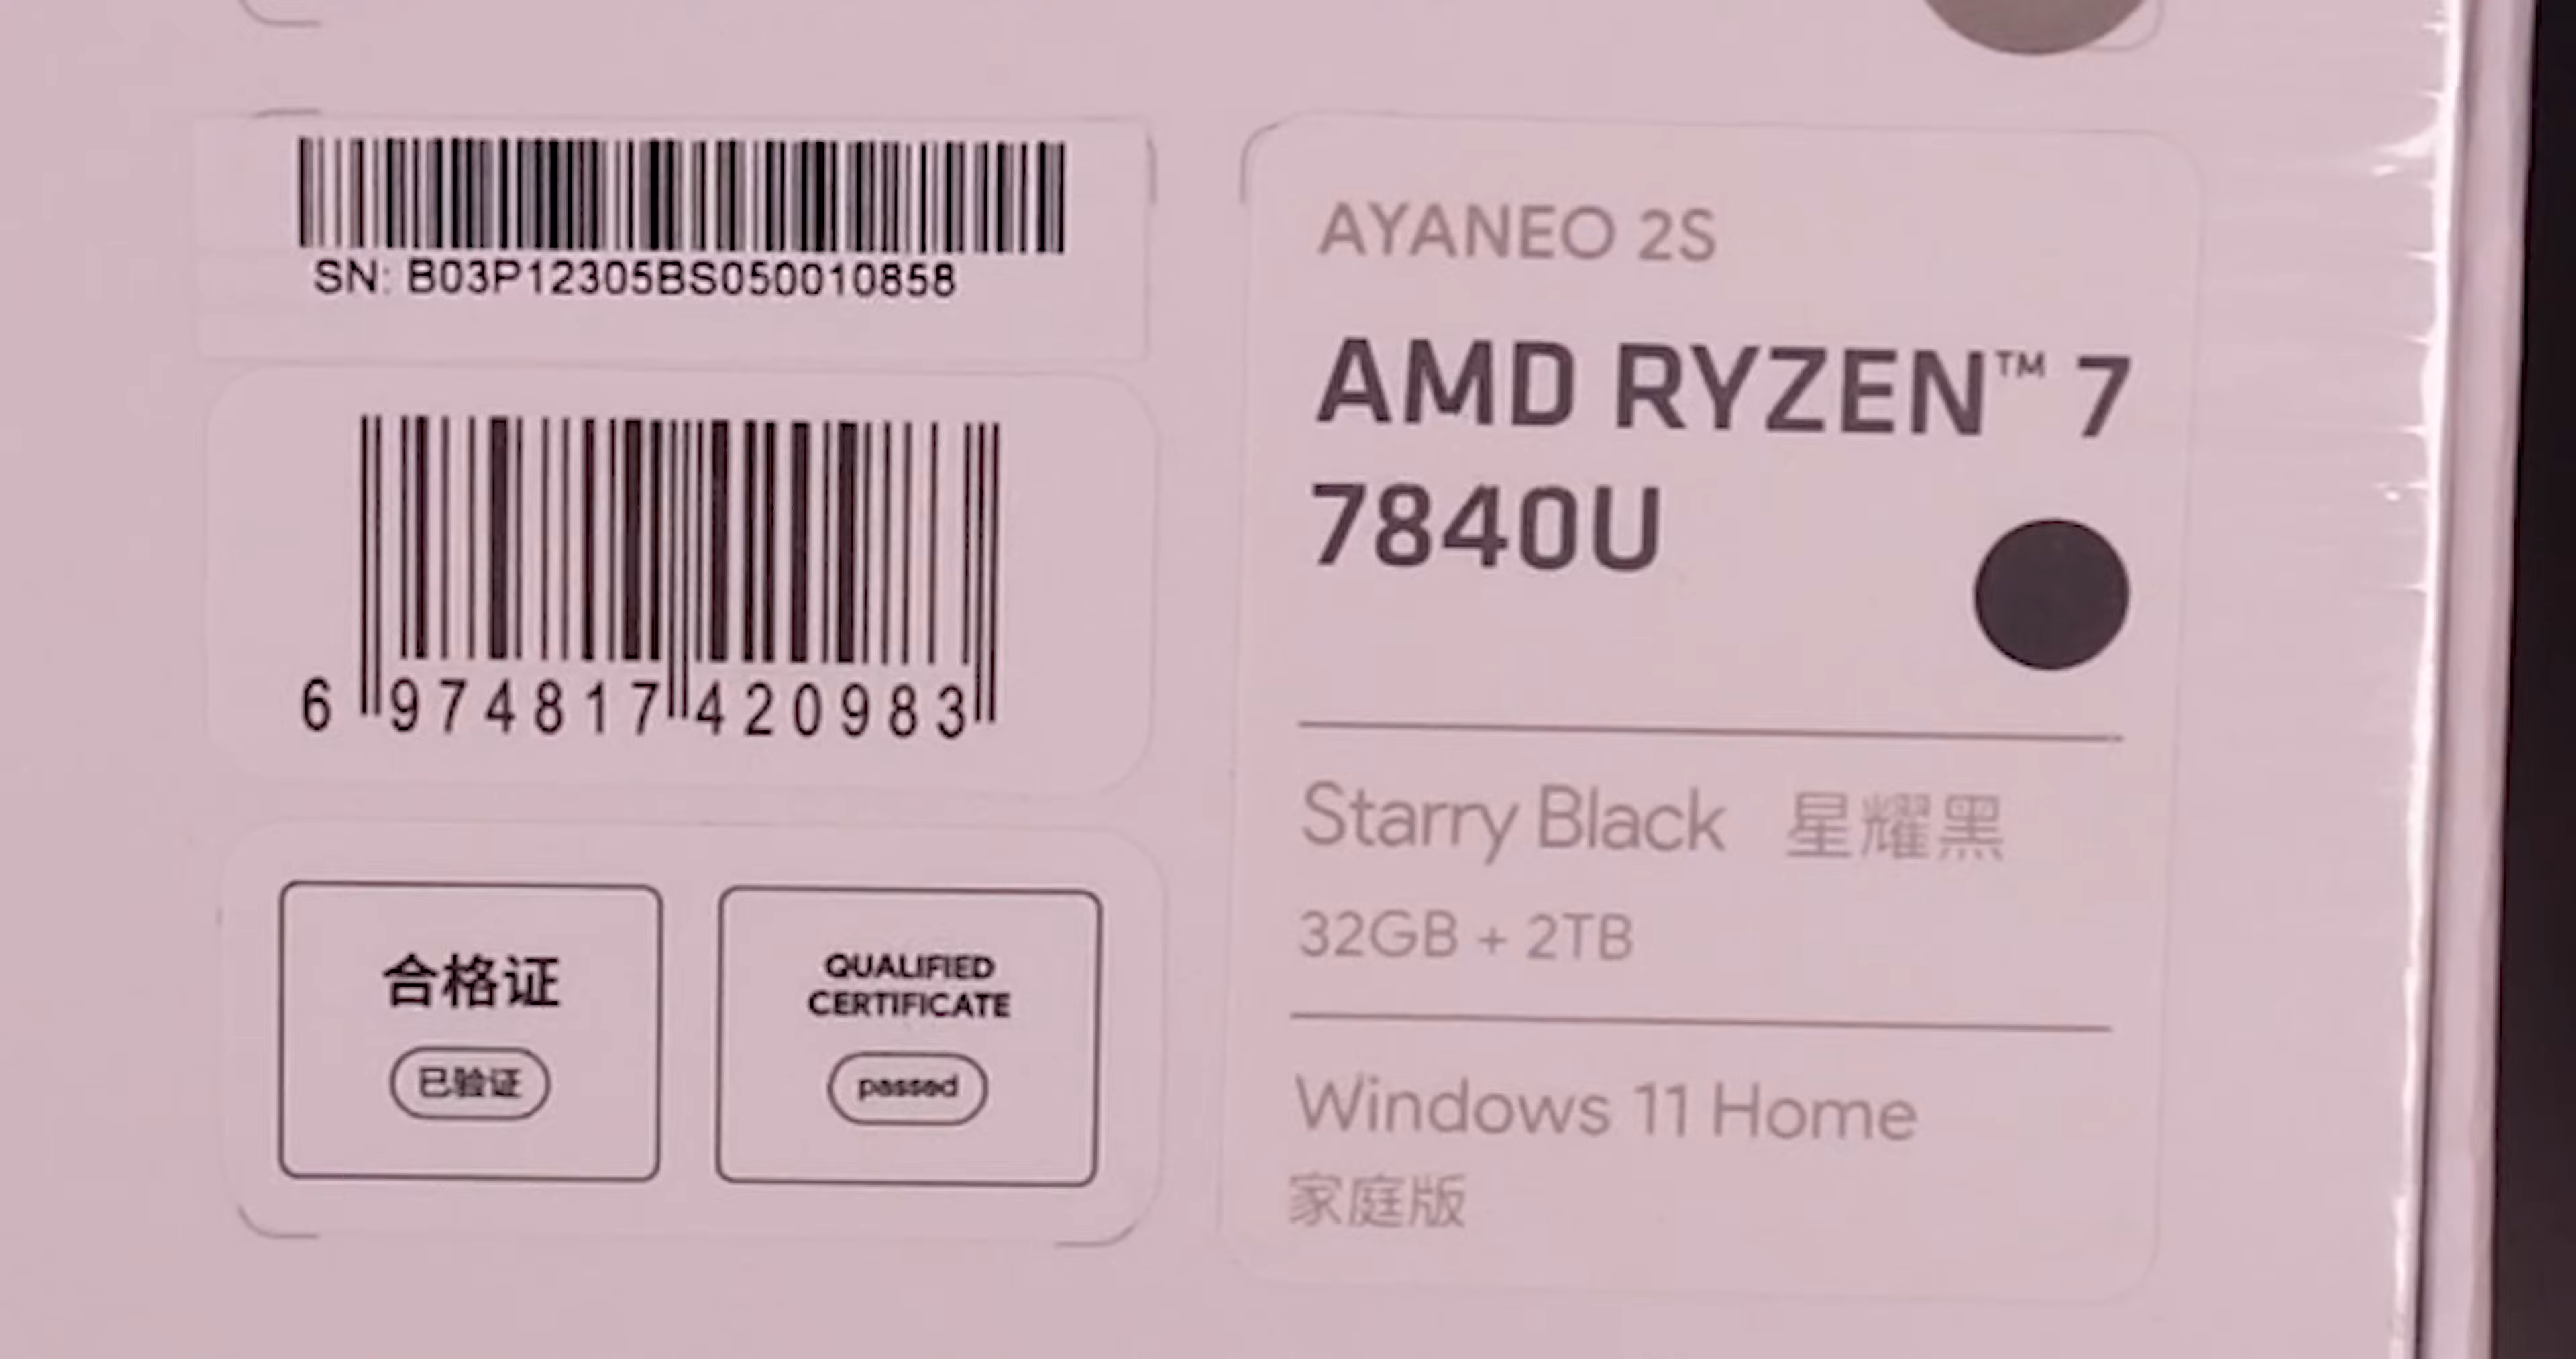 SN: B03P12305BS050010858
6 974817 420983
合格证
已验证
QUALIFIED
CERTIFICATE
passed
AYANEO 2S
AMD RYZEN™ 7
7840U
Starry Black 星耀黑
32GB + 2TB
Windows 11 Home
家庭版